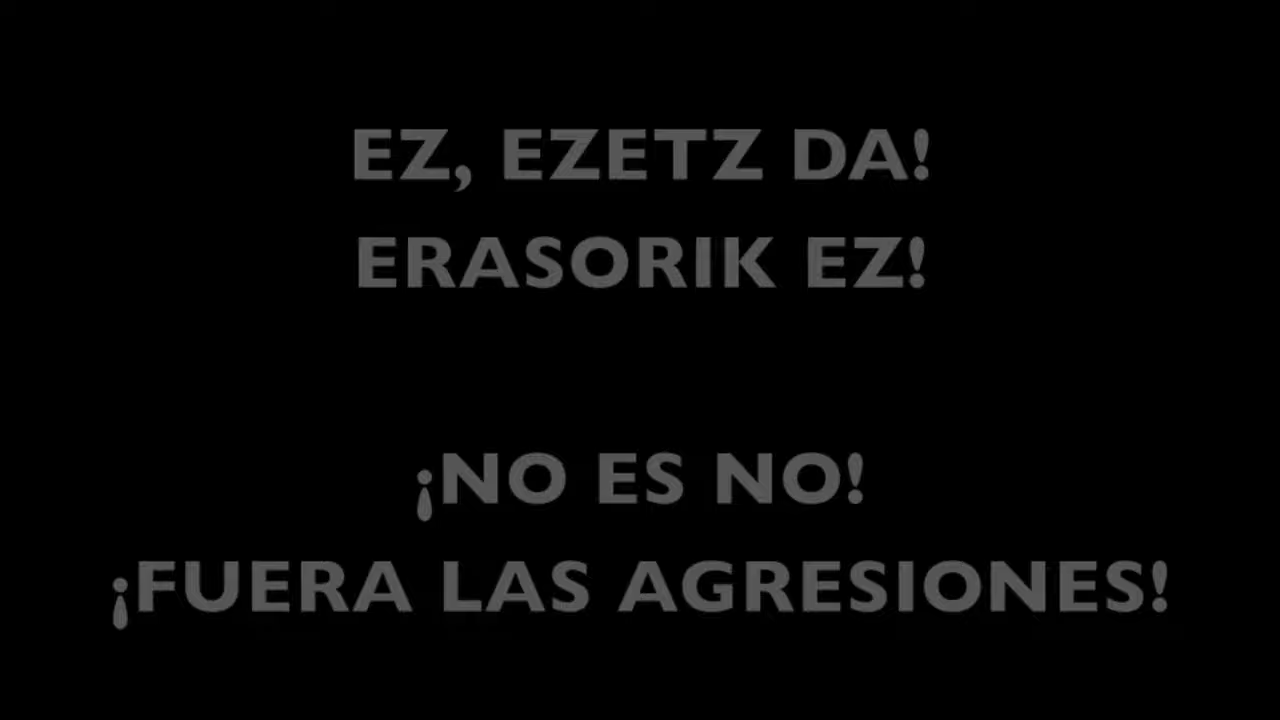 EZ, EZETZ DA!
ERASORIK EZ!
¡NO ES NO!
¡FUERA LAS AGRESIONES!